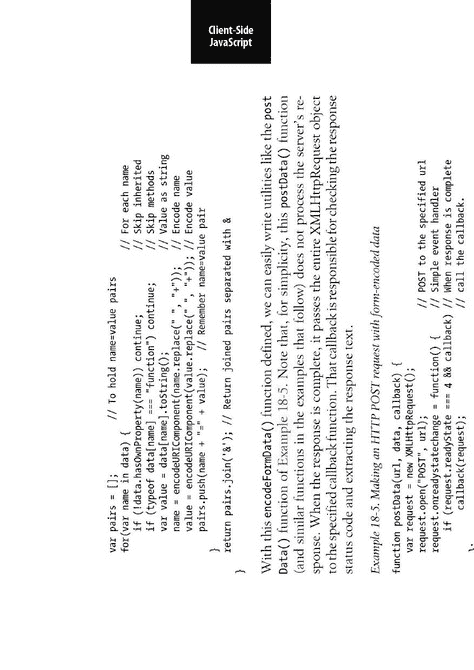 Client-Side
JavaScript
var pairs = []; // To hold name=value pairs
for(var name in data) { // For each name
if (!data.hasOwnProperty(name)) continue; // Skip inherited
if (typeof data[name] === "function") continue; // Skip methods
var value = data[name].toString(); // Value as string
name = encodeURIComponent(name.replace(" ", "+")); // Encode name
value = encodeURIComponent(value.replace(" ", "+")); // Encode value
pairs.push(name + "=" + value); // Remember name=value pair
}
return pairs.join('&'); // Return joined pairs separated with &
}
With this encodeFormData() function defined, we can easily write utilities like the post
Data() function of Example 18-5. Note that, for simplicity, this postData() function
(and similar functions in the examples that follow) does not process the server's re-
sponse. When the response is complete, it passes the entire XMLHttpRequest object
to the specified callback function. That callback is responsible for checking the response
status code and extracting the response text.
Example 18-5. Making an HTTP POST request with form-encoded data
function postData(url, data, callback) {
var request = new XMLHttpRequest();
request.open("POST", url); // POST to the specified url
request.onreadystatechange = function() { // Simple event handler
if (request.readyState === 4 && callback) // When response is complete
callback(request); // call the callback.
};